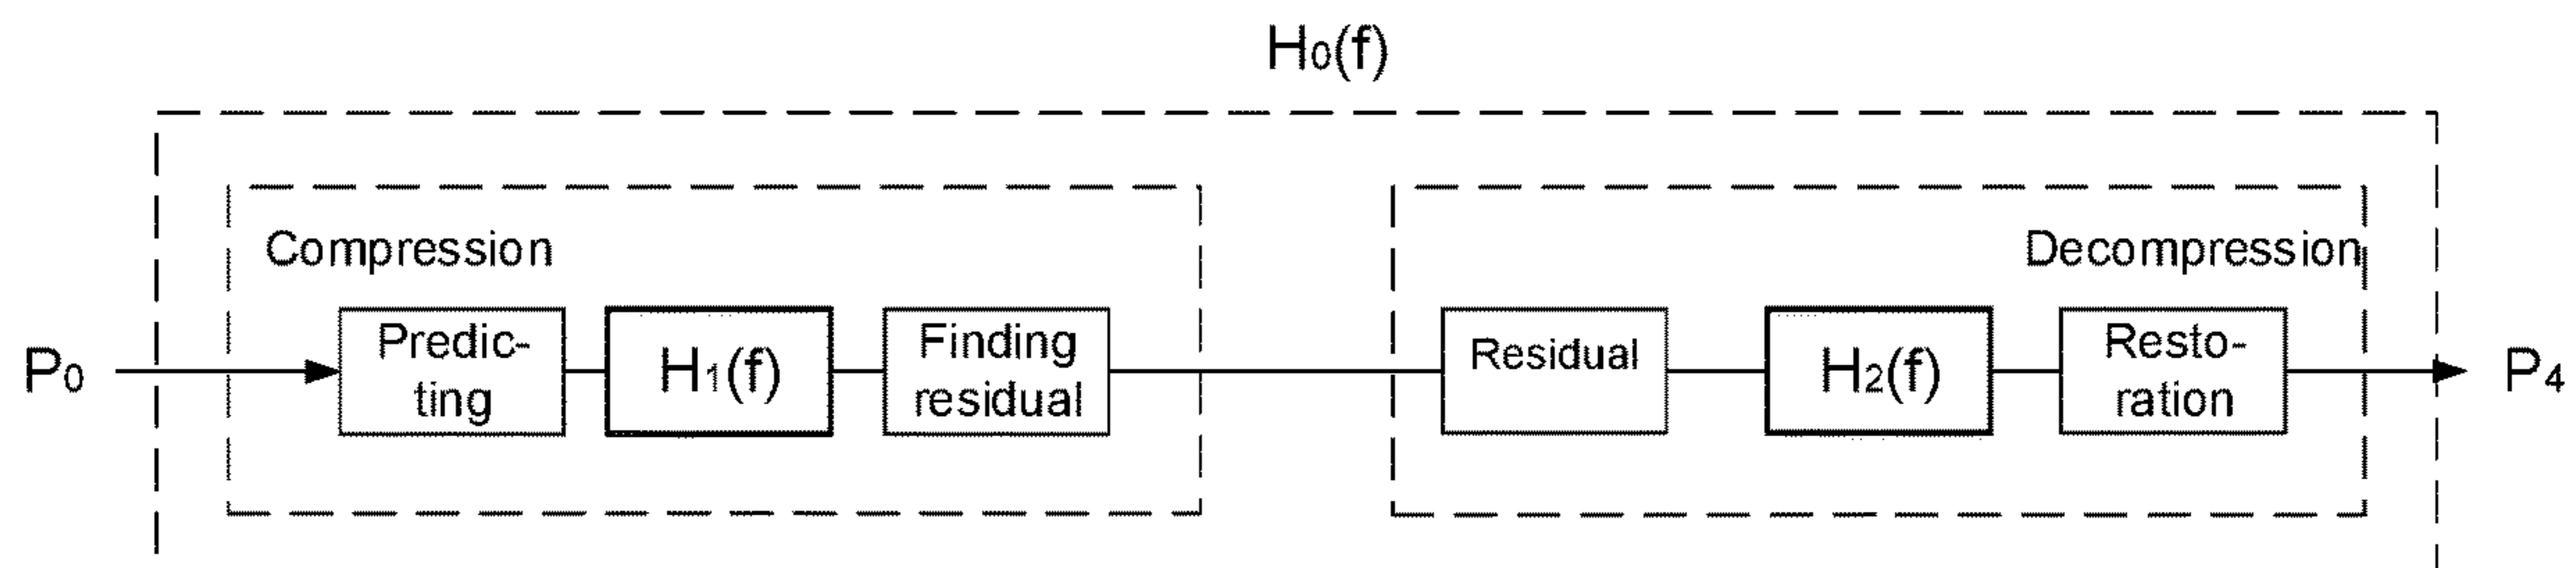 H₀(f)
Compression
Decompression
P₀
Predic-
ting
H₁(f)
Finding
residual
Residual
H₂(f)
Resto-
ration
P₄